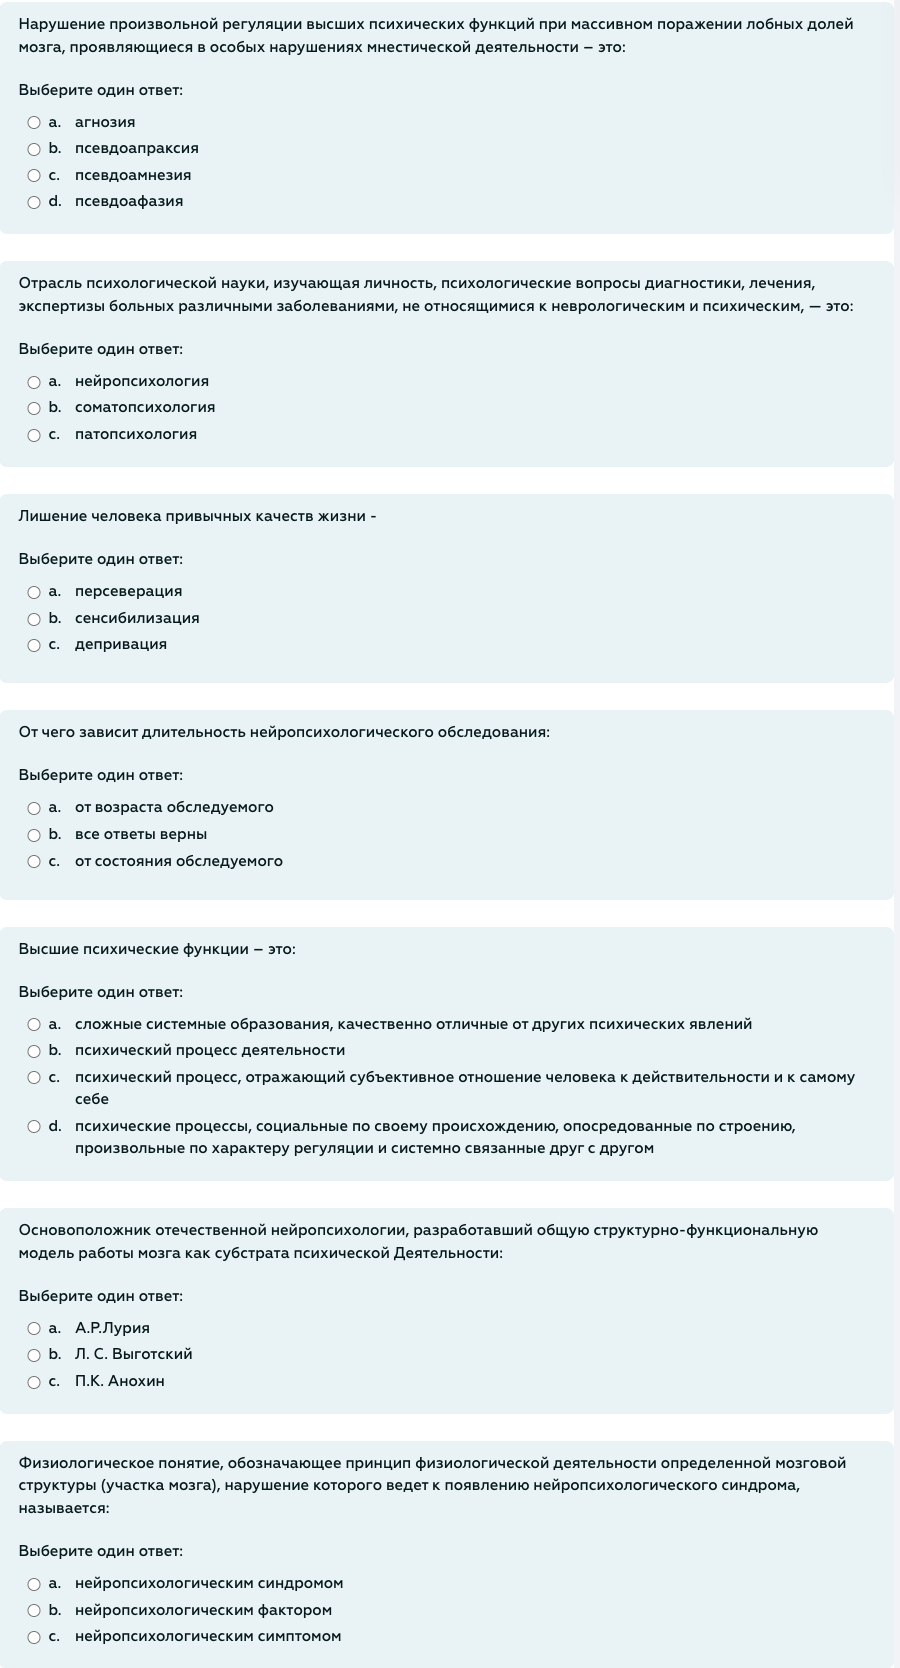 Нарушение произвольной регуляции высших психических функций при массивном поражении лобных долей
мозга, проявляющиеся в особых нарушениях мнестической деятельности – это:
Выберите один ответ:
a. агнозия
b. псевдоапраксия
c. псевдоамнезия
d. псевдоафазия
Отрасль психологической науки, изучающая личность, психологические вопросы диагностики, лечения,
экспертизы больных различными заболеваниями, не относящимися к неврологическим и психическим, — это:
Выберите один ответ:
a. нейропсихология
b. соматопсихология
c. патопсихология
Лишение человека привычных качеств жизни -
Выберите один ответ:
a. персеверация
b. сенсибилизация
c. депривация
От чего зависит длительность нейропсихологического обследования:
Выберите один ответ:
a. от возраста обследуемого
b. все ответы верны
c. от состояния обследуемого
Высшие психические функции – это:
Выберите один ответ:
a. сложные системные образования, качественно отличные от других психических явлений
b. психический процесс деятельности
c. психический процесс, отражающий субъективное отношение человека к действительности и к самому
себе
d. психические процессы, социальные по своему происхождению, опосредованные по строению,
произвольные по характеру регуляции и системно связанные друг с другом
Основоположник отечественной нейропсихологии, разработавший общую структурно-функциональную
модель работы мозга как субстрата психической Деятельности:
Выберите один ответ:
a. А.Р.Лурия
b. Л. С. Выготский
c. П.К. Анохин
Физиологическое понятие, обозначающее принцип физиологической деятельности определенной мозговой
структуры (участка мозга), нарушение которого ведет к появлению нейропсихологического синдрома,
называется:
Выберите один ответ:
a. нейропсихологическим синдромом
b. нейропсихологическим фактором
c. нейропсихологическим симптомом